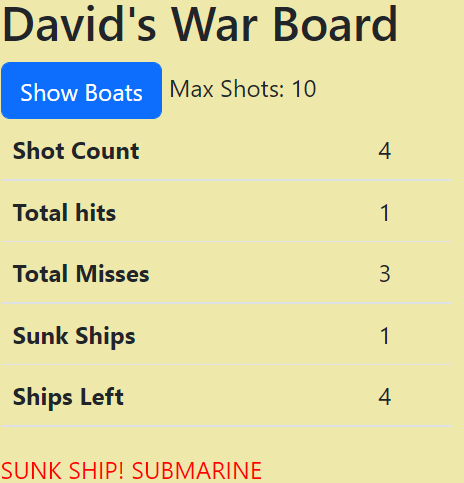 David's War Board
Show Boats Max Shots: 10
Shot Count 4
Total hits 1
Total Misses 3
Sunk Ships 1
Ships Left 4
SUNK SHIP! SUBMARINE